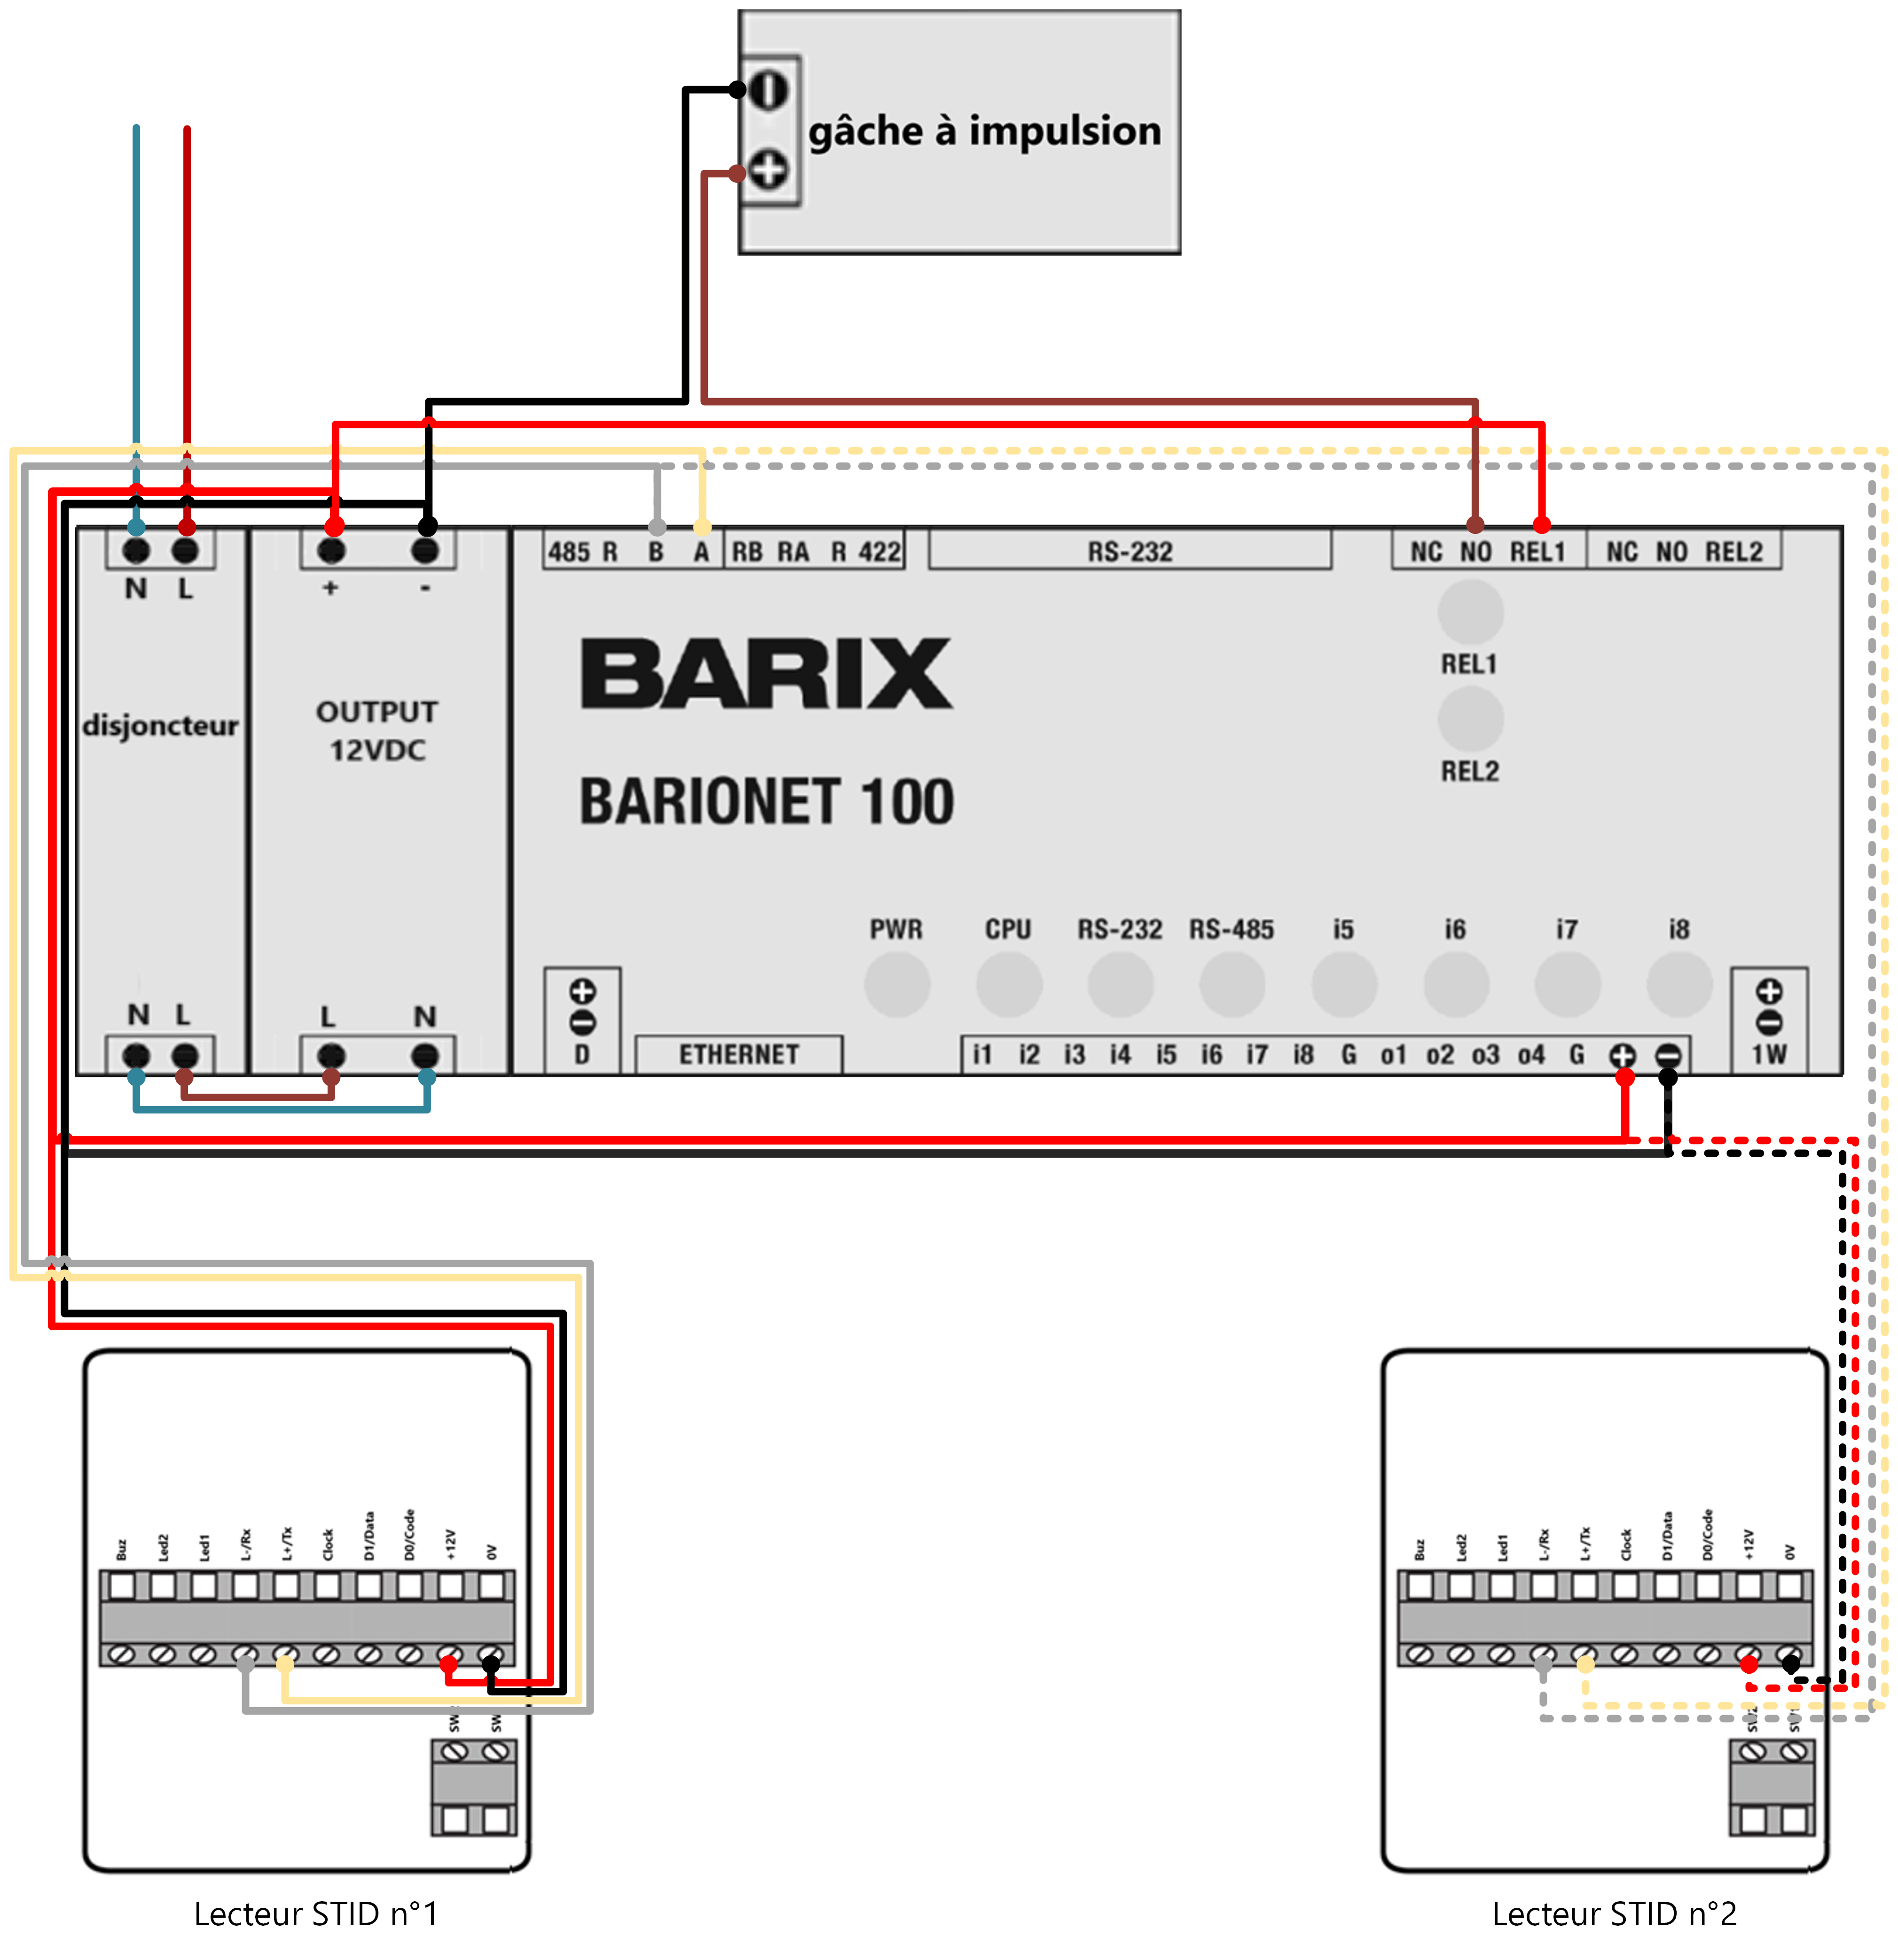 gâche à impulsion
485 R B A RB RA R 422 RS-232 NC NO REL1 NC NO REL2
N L + -
REL1
disjoncteur
OUTPUT
12VDC
BARIX
REL2
BARIONET 100
PWR CPU RS-232 RS-485 i5 i6 i7 i8
N L L N
D ETHERNET i1 i2 i3 i4 i5 i6 i7 i8 G o1 o2 o3 o4 G 1W
Buz Led2 Led1 L-/Rx L+/Tx Clock D1/Data D0/Code +12V 0V
Buz Led2 Led1 L-/Rx L+/Tx Clock D1/Data D0/Code +12V 0V
SW2 SW1
Lecteur STID n°1
Lecteur STID n°2